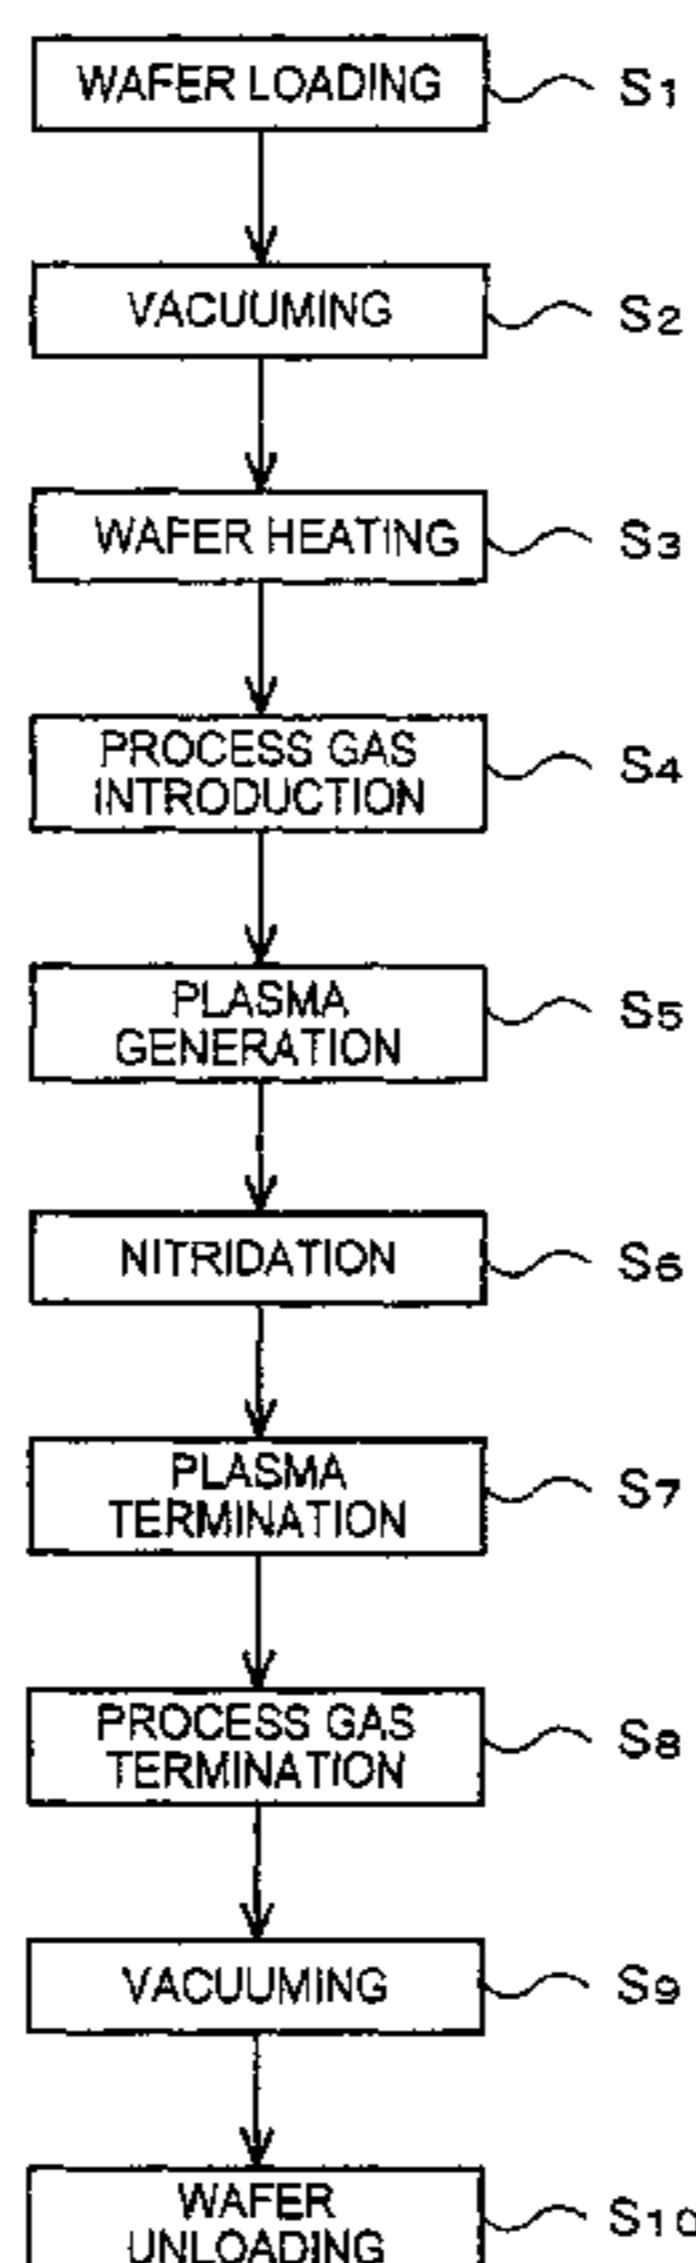 WAFER LOADING S1
VACUUMING S2
WAFER HEATING S3
PROCESS GAS
INTRODUCTION S4
PLASMA
GENERATION S5
NITRIDATION S6
PLASMA
TERMINATION S7
PROCESS GAS
TERMINATION S8
VACUUMING S9
WAFER
UNLOADING S10